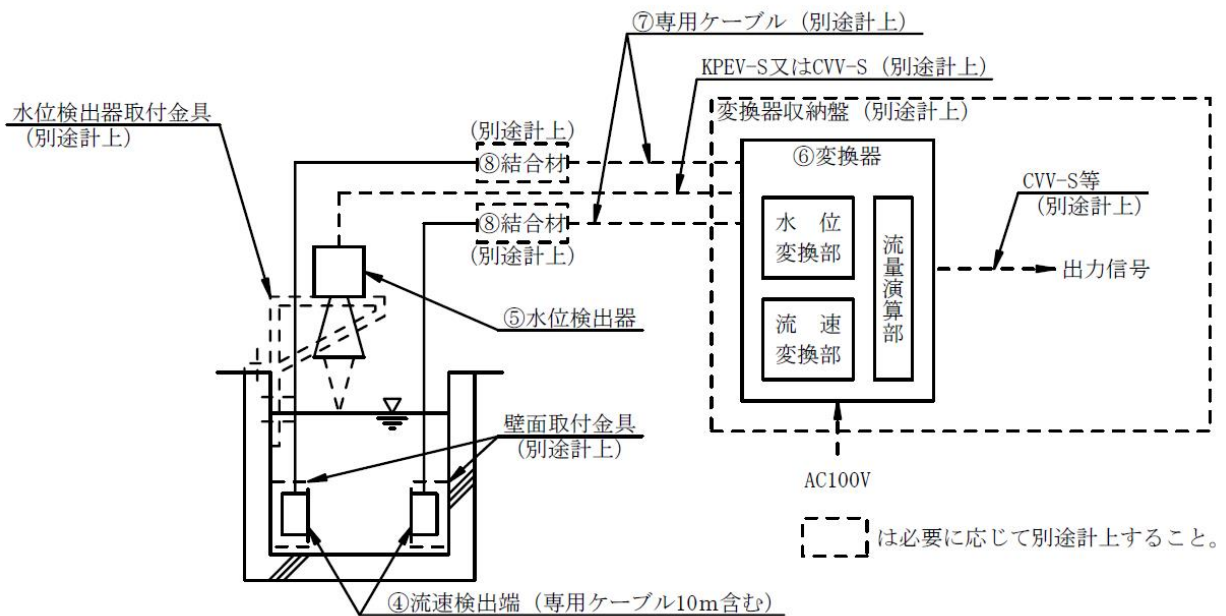 ⑦専用ケーブル（別途計上）
KPEV-S又はCVV-S（別途計上）
水位検出器取付金具
（別途計上）
変換器収納盤（別途計上）
（別途計上）
⑧結合材
⑥変換器
CVV-S等
（別途計上）
⑧結合材
（別途計上）
水　位
変換部
流量演算部
出力信号
⑤水位検出器
流　速
変換部
壁面取付金具
（別途計上）
AC100V
は必要に応じて別途計上すること。
④流速検出端（専用ケーブル10m含む）